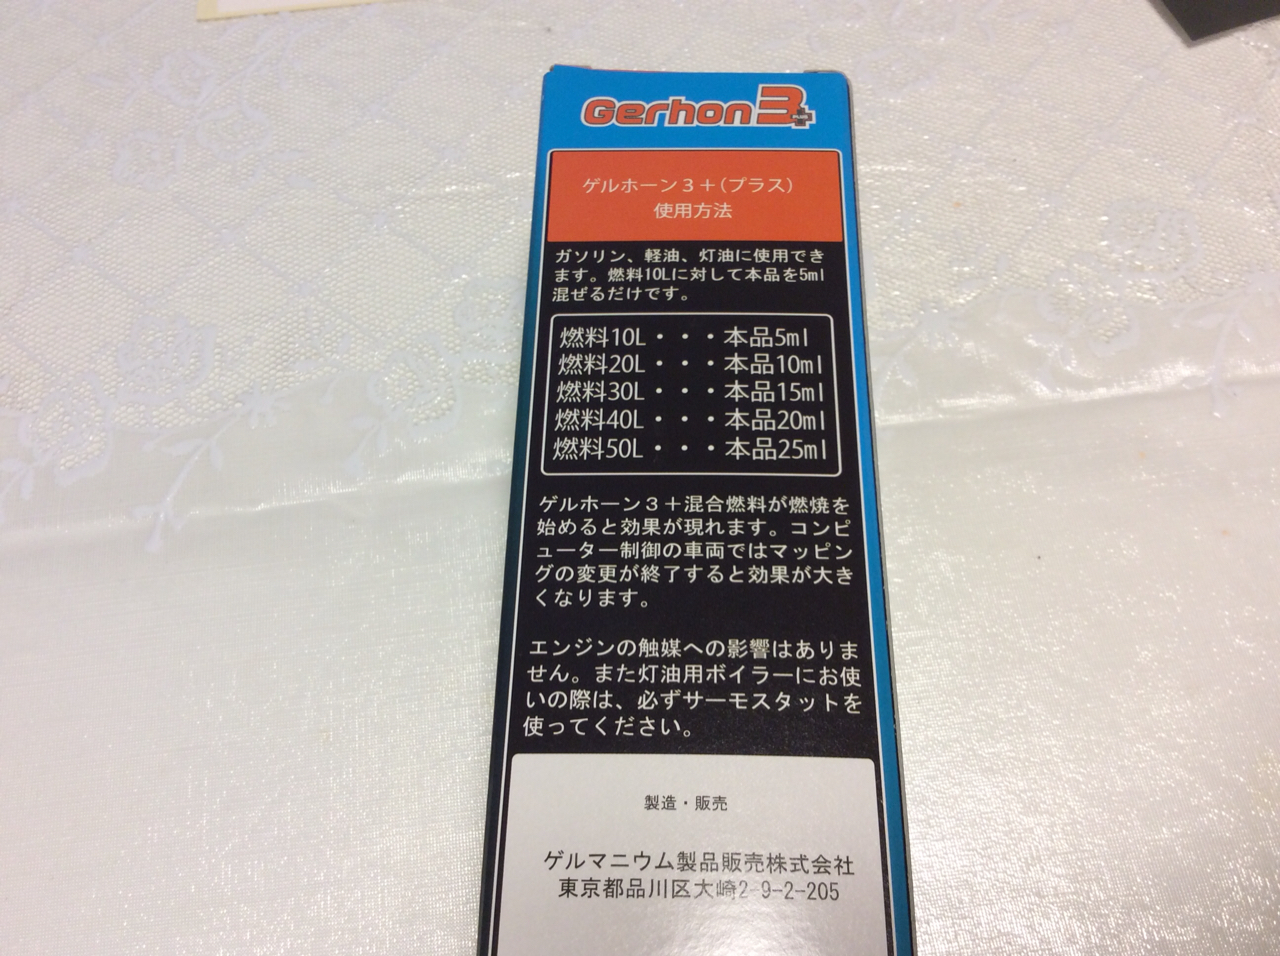 Gerhon3
PLUS
ゲルホーン3+(プラス)
使用方法
ガソリン、軽油、灯油に使用でき
ます。燃料10Lに対して本品を5ml
混ぜるだけです。
燃料10L・・・本品5ml
燃料20L・・・本品10ml
燃料30L・・・本品15ml
燃料40L・・・本品20ml
燃料50L・・・本品25ml
ゲルホーン3+混合燃料が燃焼を
始めると効果が現れます。コンピ
ューター制御の車両ではマッピン
グの変更が終了すると効果が大き
くなります。
エンジンの触媒への影響はありま
せん。また灯油用ボイラーにお使
いの際は、必ずサーモスタットを
使ってください。
製造・販売
ゲルマニウム製品販売株式会社
東京都品川区大崎2-9-2-205